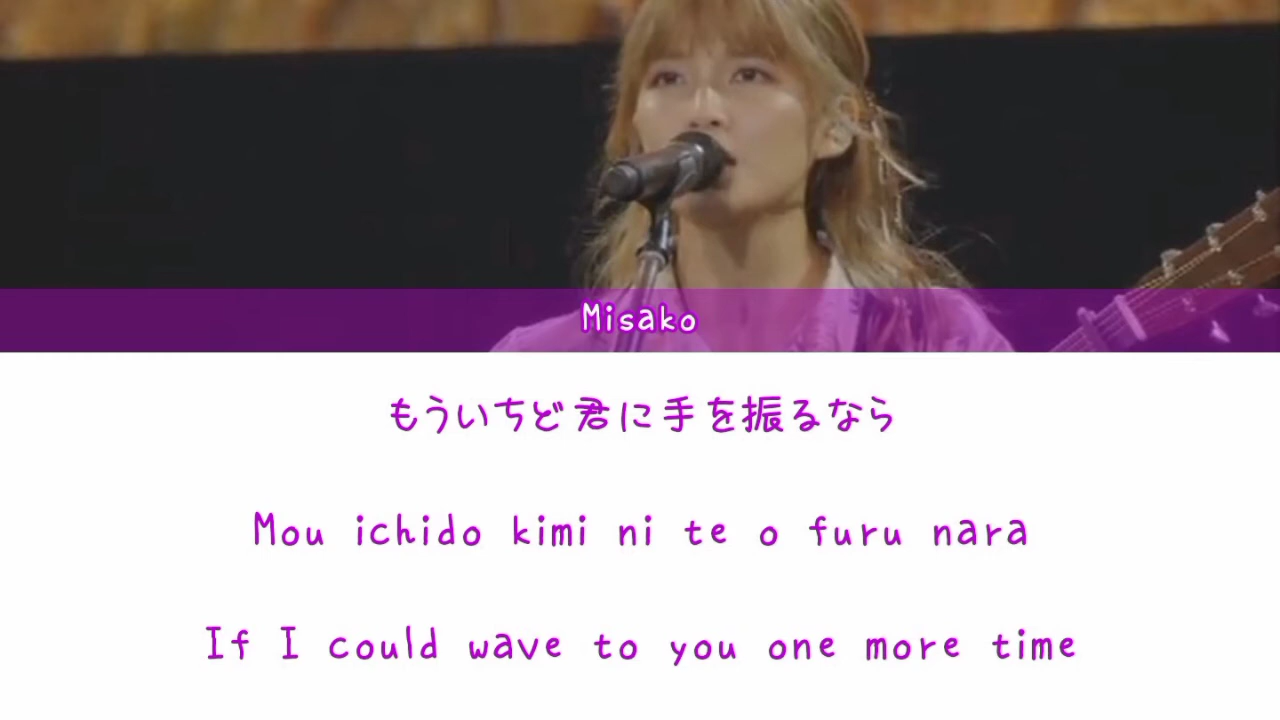 Misako
もういちど君に手を振るなら
Mou ichido kimi ni te o furu nara
If I could wave to you one more time